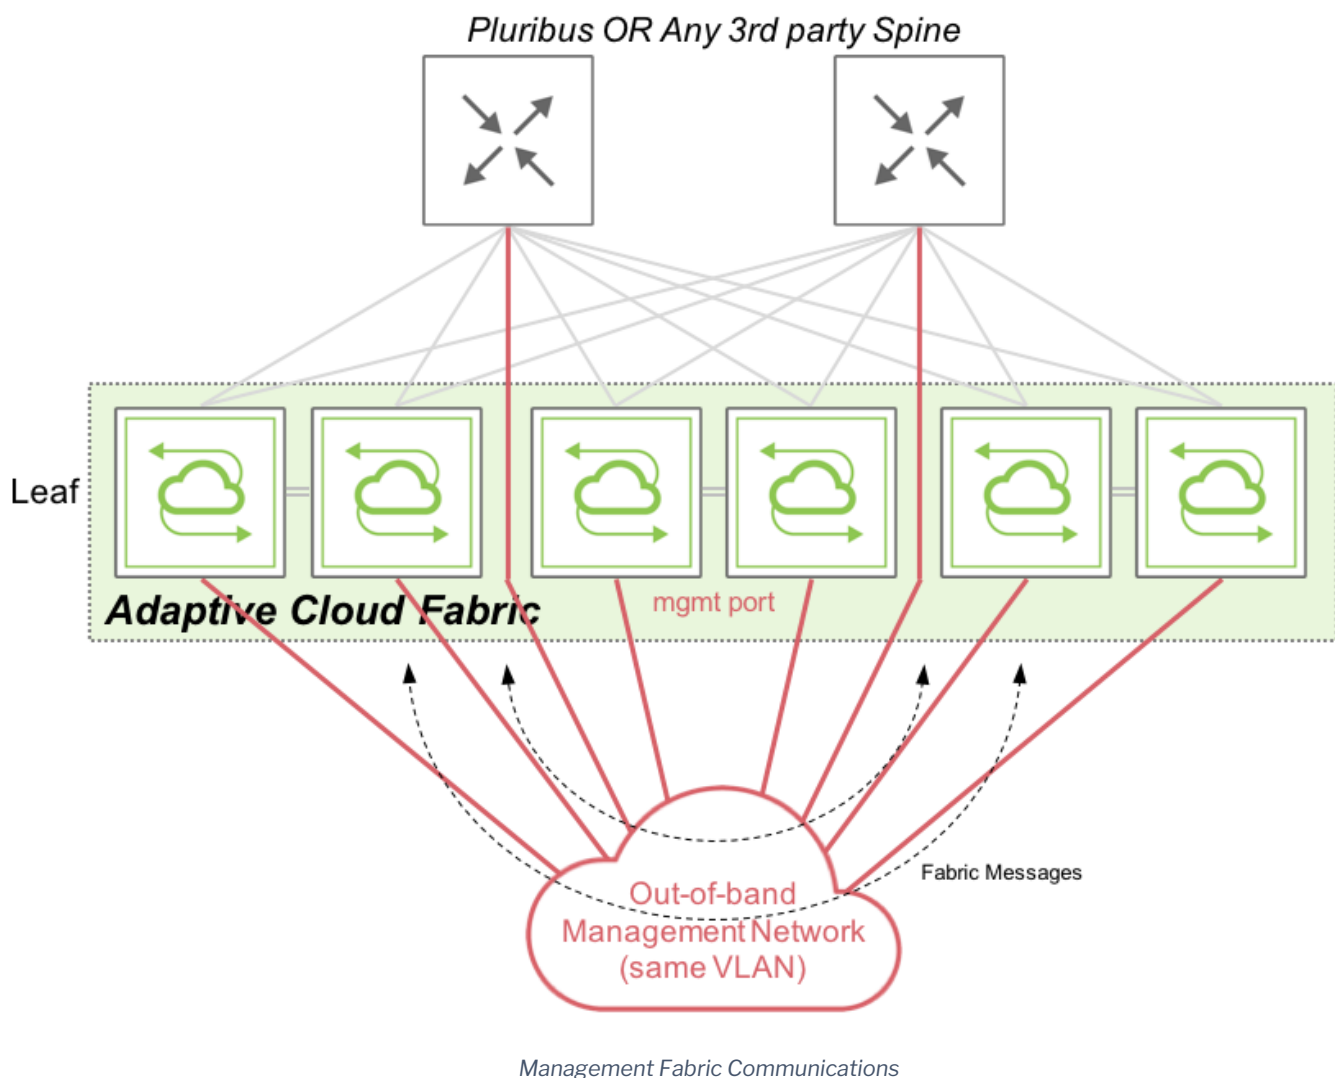 Pluribus OR Any 3rd party Spine
Leaf
Adaptive Cloud Fabric
mgmt port
Fabric Messages
Out-of-band
Management Network
(same VLAN)
Management Fabric Communications